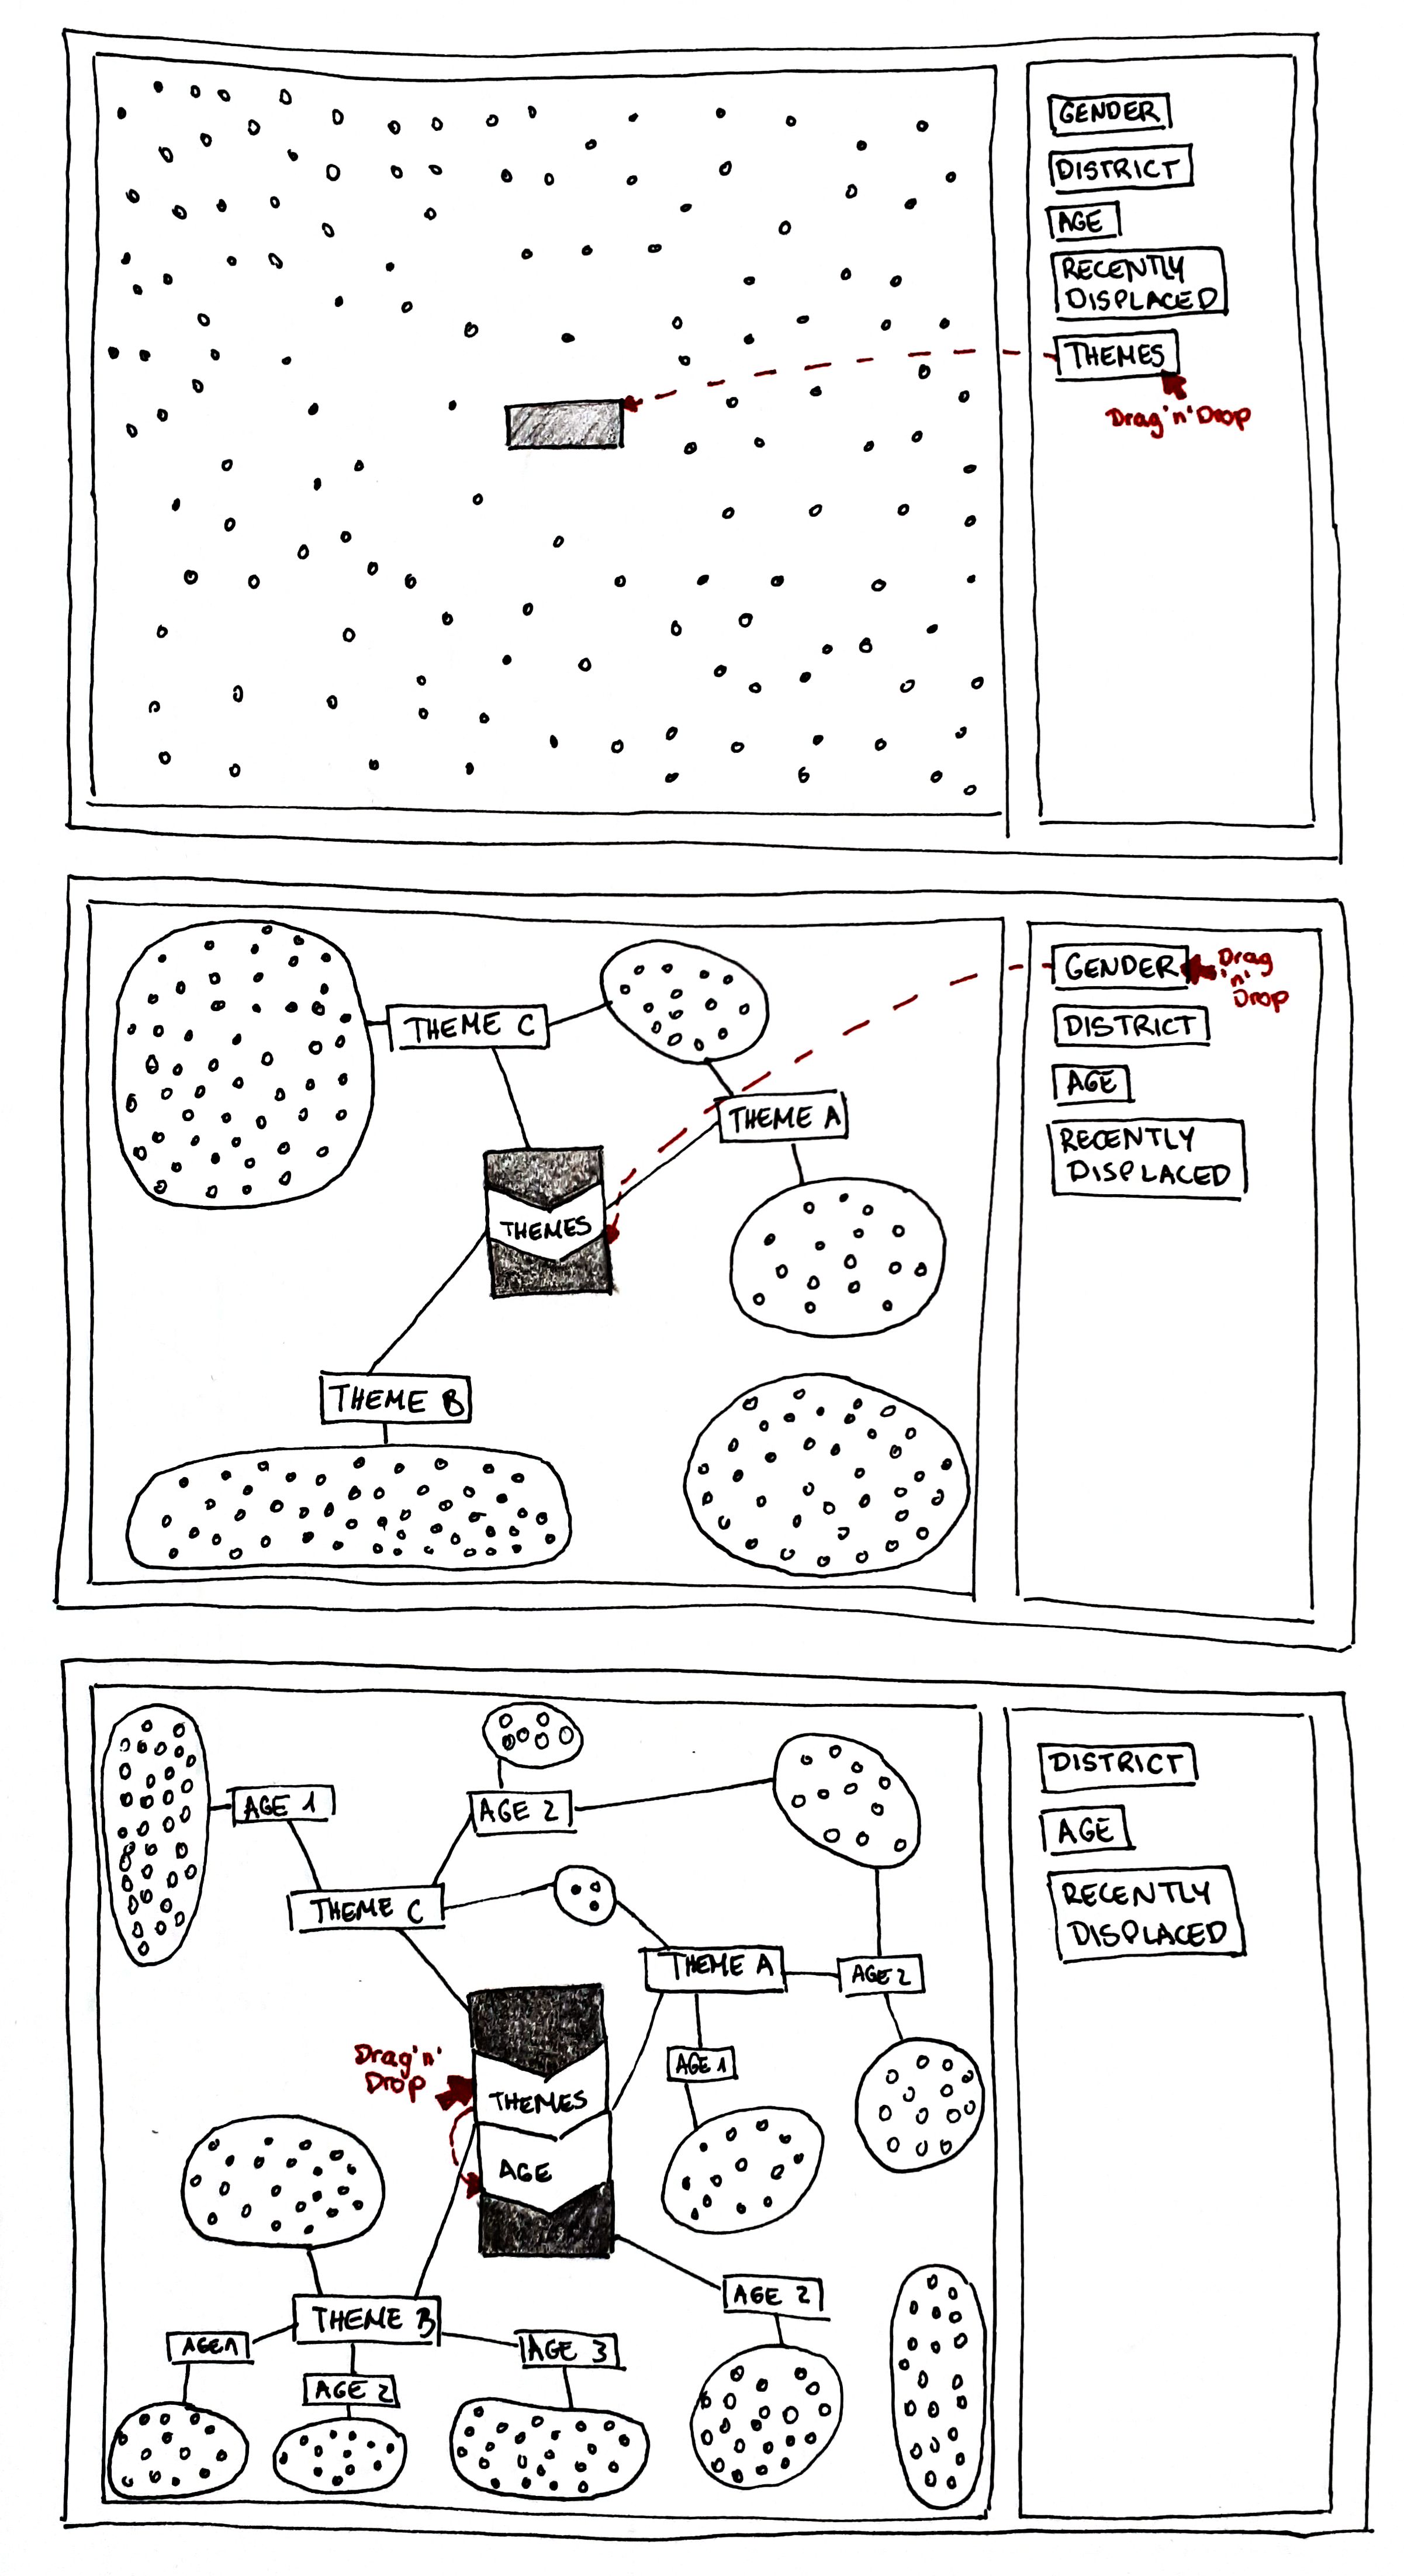 GENDER
DISTRICT
AGE
RECENTLY
DISPLACED
THEMES
Drag'n'Drop
THEME C
THEME A
THEMES
THEME B
GENDER
Drag
'n'
Drop
DISTRICT
AGE
RECENTLY
DISPLACED
AGE 1
AGE 2
THEME C
THEME A
AGE 2
AGE 1
Drag'n'
Drop
THEMES
AGE
AGE 2
THEME B
AGE 1
AGE 2
AGE 3
DISTRICT
AGE
RECENTLY
DISPLACED